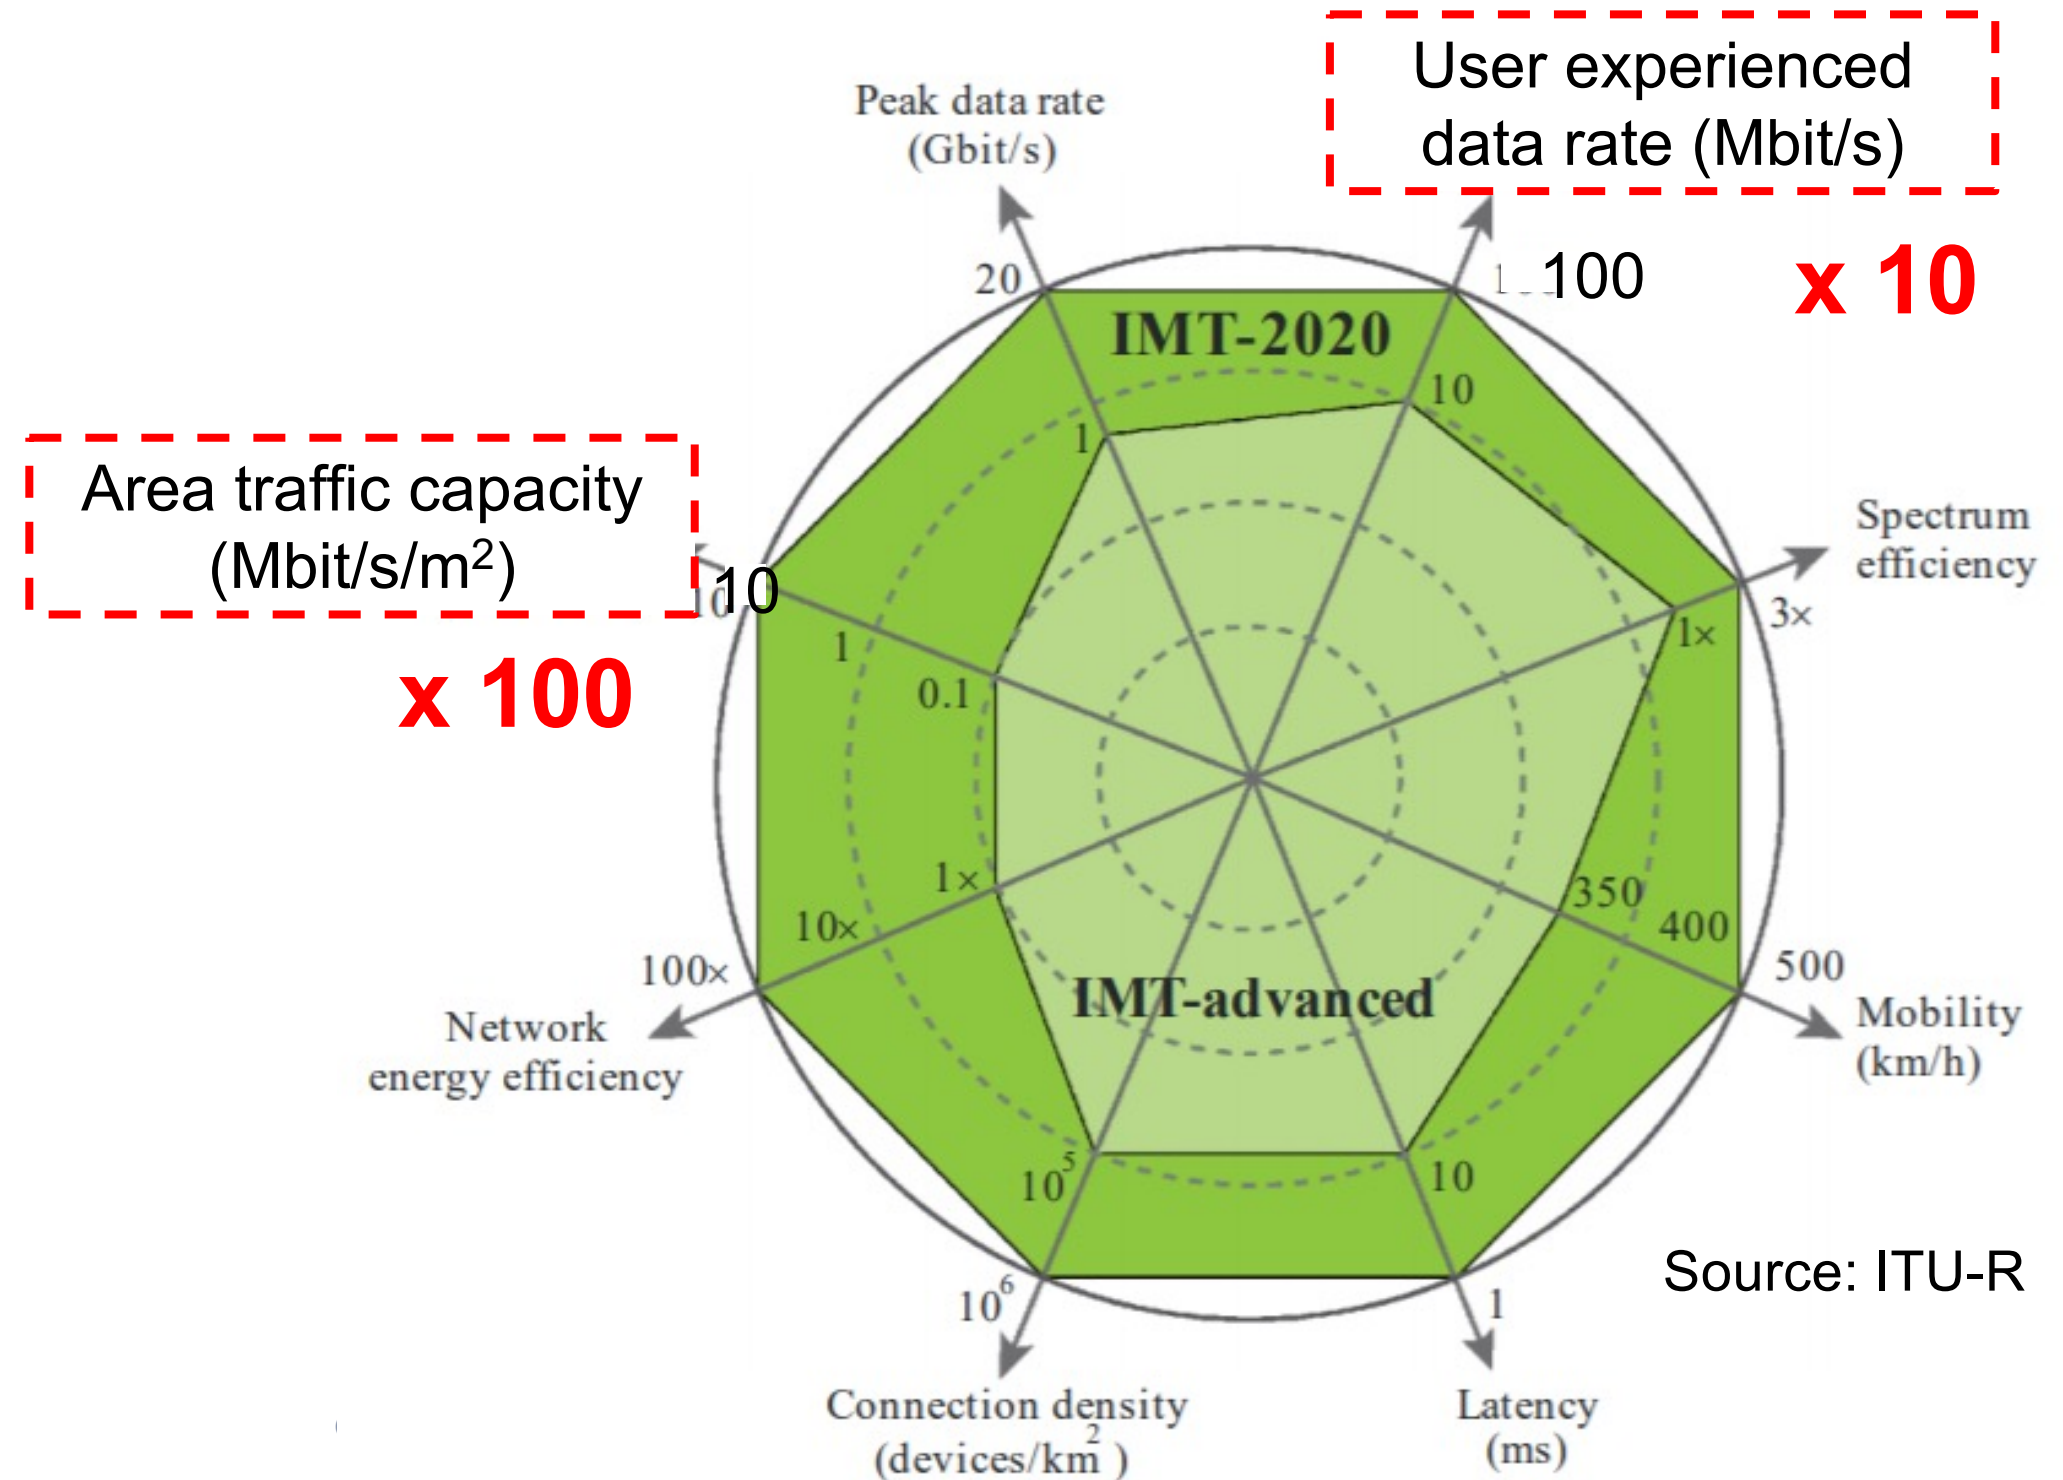 User experienced
data rate (Mbit/s)
Peak data rate
(Gbit/s)
20
100
x 10
IMT-2020
10
1
Area traffic capacity
(Mbit/s/m²)
10
1
0.1
x 100
Spectrum
efficiency
1×
3×
1×
10×
100×
Network
energy efficiency
350
400
500
Mobility
(km/h)
IMT-advanced
10⁵
10
10⁶
1
Source: ITU-R
Connection density
(devices/km²)
Latency
(ms)